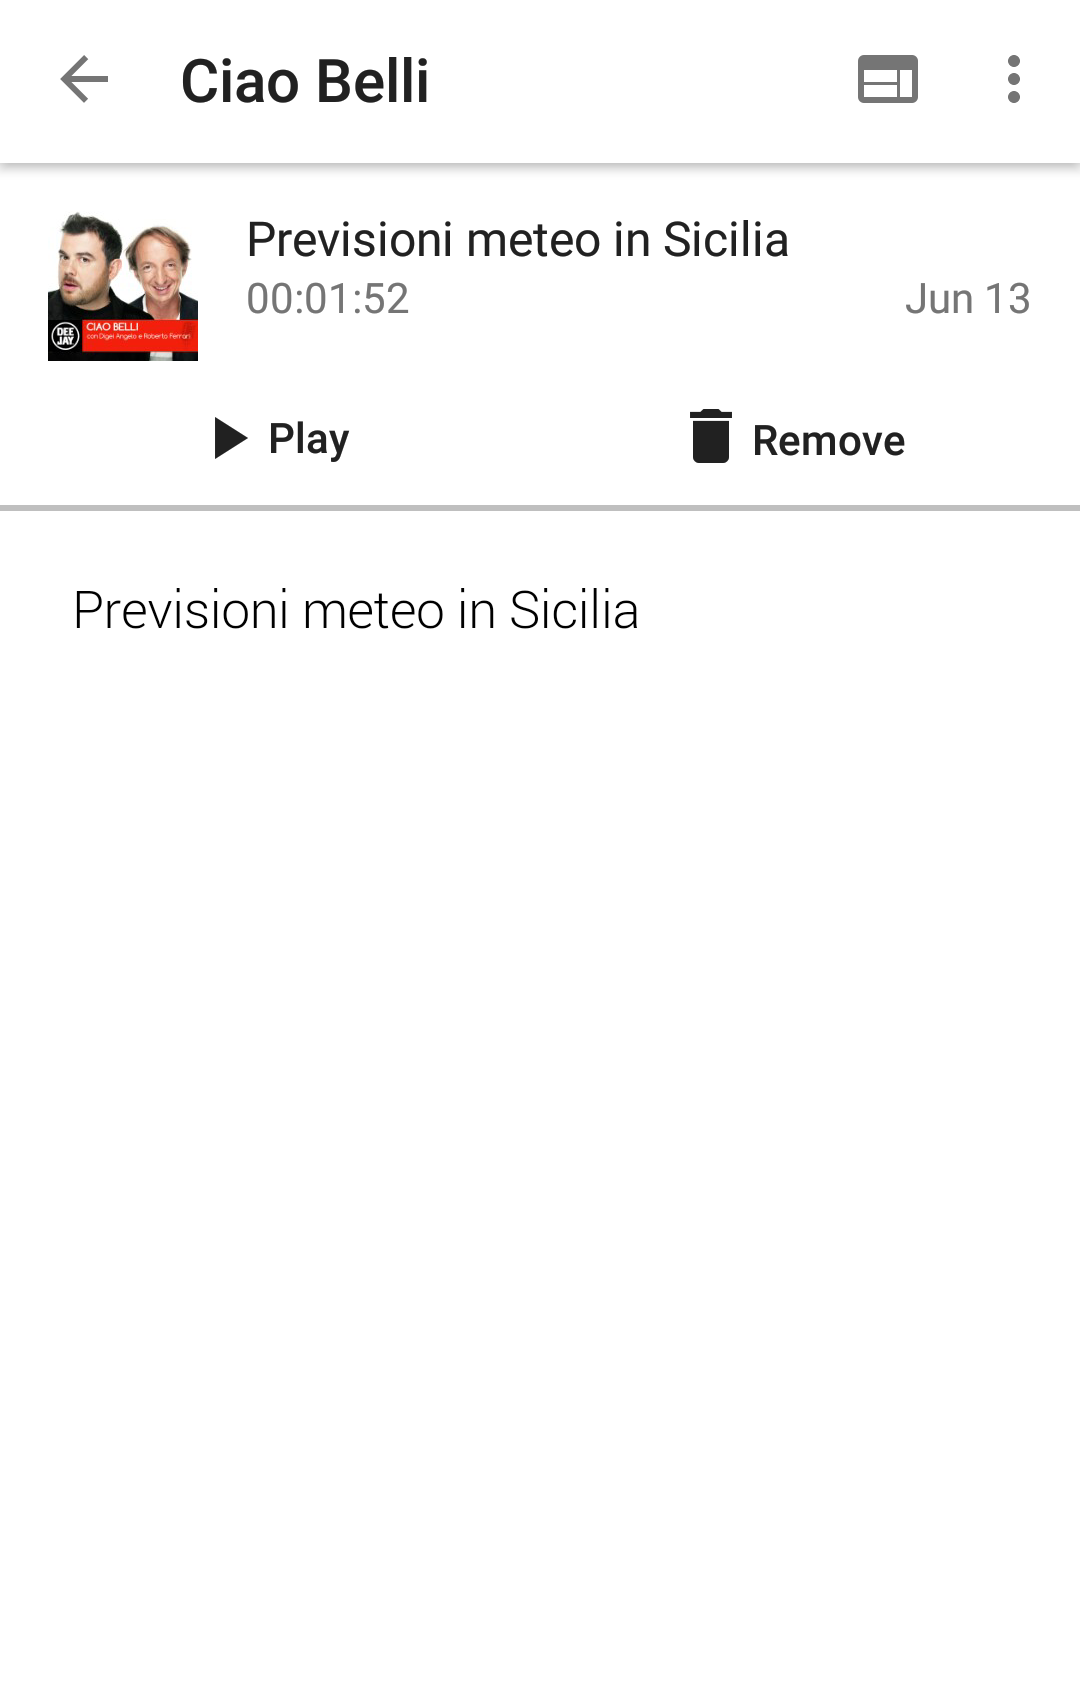 Ciao Belli
Previsioni meteo in Sicilia
00:01:52 Jun 13
DEE
JAY
CIAO BELLI
con Digei Angelo e Roberto Ferrari
Play Remove
Previsioni meteo in Sicilia